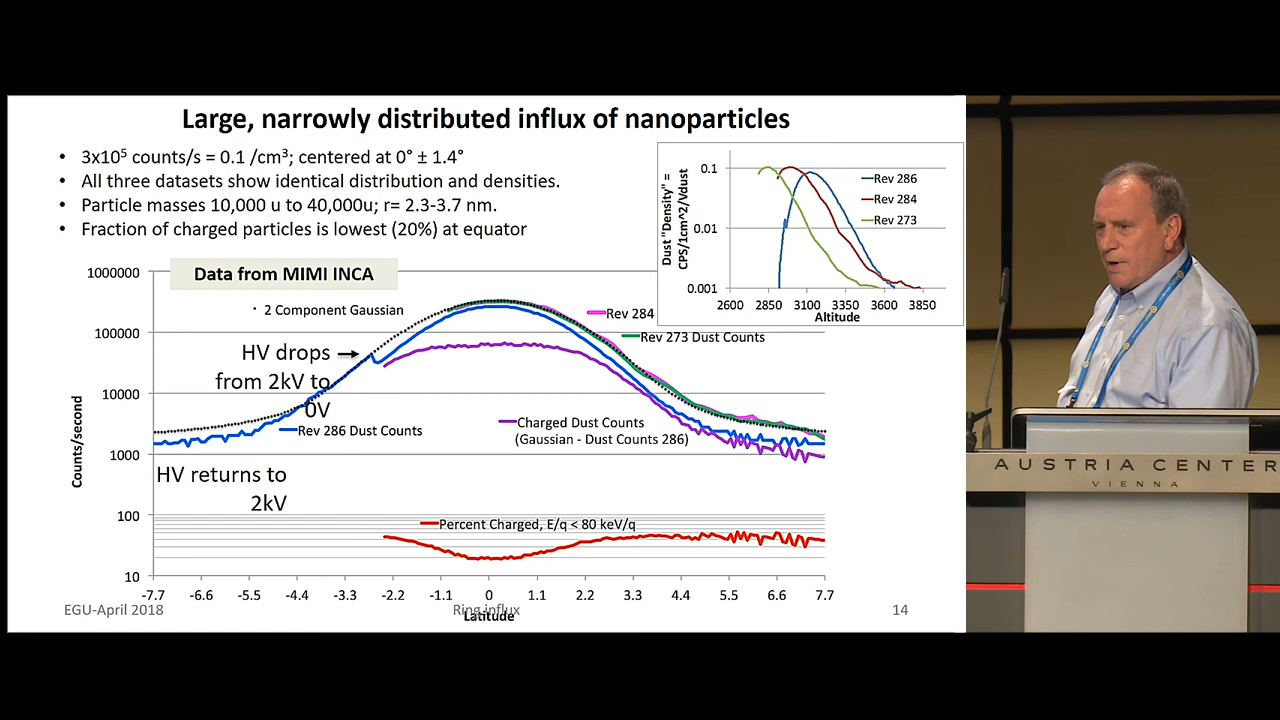 Large, narrowly distributed influx of nanoparticles
• 3x10⁵ counts/s = 0.1 /cm³; centered at 0° ± 1.4°
• All three datasets show identical distribution and densities.
• Particle masses 10,000 u to 40,000u; r= 2.3-3.7 nm.
• Fraction of charged particles is lowest (20%) at equator
Dust "Density" =
CPS/1cm^2/Vdust
0.1
0.01
0.001
Rev 286
Rev 284
Rev 273
2600 2850 3100 3350 3600 3850
Altitude
Data from MIMI INCA
2 Component Gaussian
Rev 284
Rev 273 Dust Counts
HV drops
from 2kV to
0V
Rev 286 Dust Counts
Charged Dust Counts
(Gaussian - Dust Counts 286)
HV returns to
2kV
Percent Charged, E/q < 80 keV/q
Counts/second
1000000
100000
10000
1000
100
10
-7.7 -6.6 -5.5 -4.4 -3.3 -2.2 -1.1 0 1.1 2.2 3.3 4.4 5.5 6.6 7.7
Latitude
EGU-April 2018
Ring influx
14
AUSTRIA CENTER
VIENNA